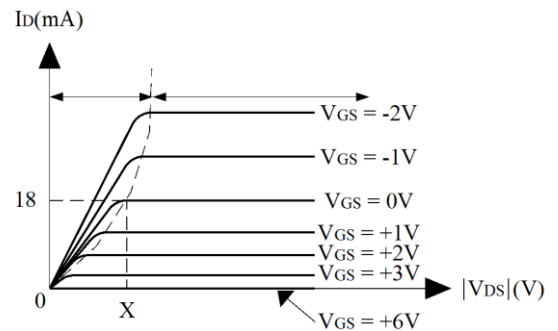 ID(mA)
VGS = -2V
VGS = -1V
18
VGS = 0V
VGS = +1V
VGS = +2V
VGS = +3V
|VDS|(V)
0
X
VGS = +6V